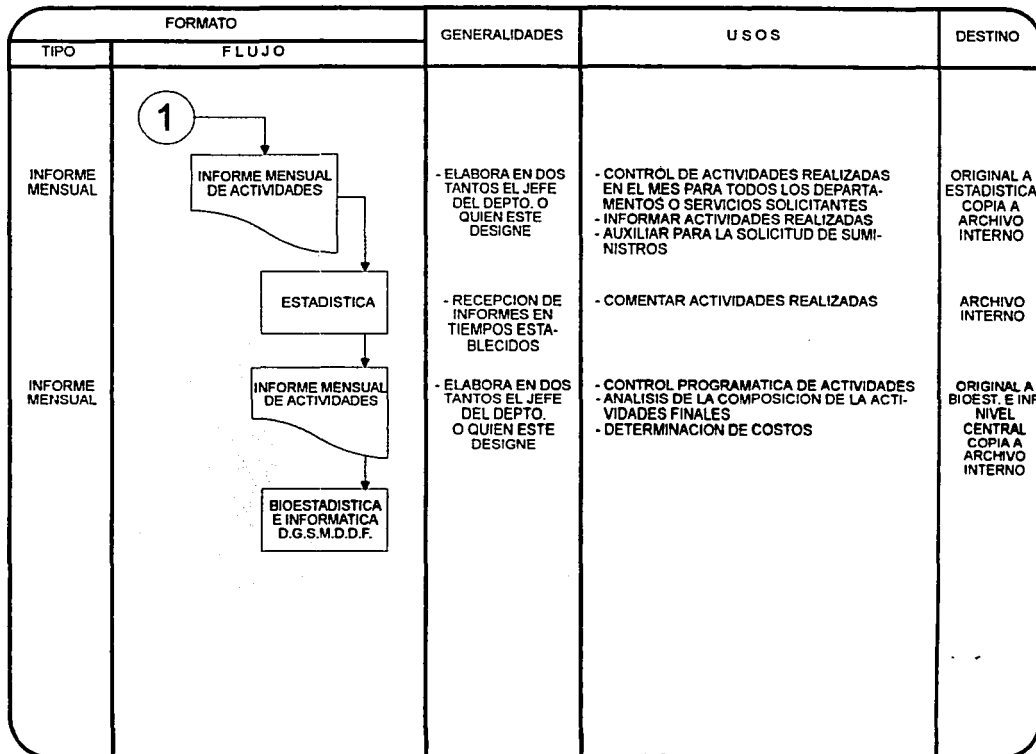 FORMATO
GENERALIDADES
U S O S
DESTINO
TIPO
F L U J O
1
INFORME
MENSUAL
INFORME MENSUAL
DE ACTIVIDADES
- ELABORA EN DOS
TANTOS EL JEFE
DEL DEPTO. O
QUIEN ESTE
DESIGNE
- CONTROL DE ACTIVIDADES REALIZADAS
EN EL MES PARA TODOS LOS DEPARTA-
MENTOS O SERVICIOS SOLICITANTES
- INFORMAR ACTIVIDADES REALIZADAS
- AUXILIAR PARA LA SOLICITUD DE SUMI-
NISTROS
ORIGINAL A
ESTADISTICA
COPIA A
ARCHIVO
INTERNO
ESTADISTICA
- RECEPCION DE
INFORMES EN
TIEMPOS ESTA-
BLECIDOS
- COMENTAR ACTIVIDADES REALIZADAS
ARCHIVO
INTERNO
INFORME
MENSUAL
INFORME MENSUAL
DE ACTIVIDADES
- ELABORA EN DOS
TANTOS EL JEFE
DEL DEPTO.
O QUIEN ESTE
DESIGNE
- CONTROL PROGRAMATICA DE ACTIVIDADES
- ANALISIS DE LA COMPOSICION DE LA ACTI-
VIDADES FINALES
- DETERMINACION DE COSTOS
ORIGINAL A
BIOEST. E INF
NIVEL
CENTRAL
COPIA A
ARCHIVO
INTERNO
BIOESTADISTICA
E INFORMATICA
D.G.S.M.D.D.F.